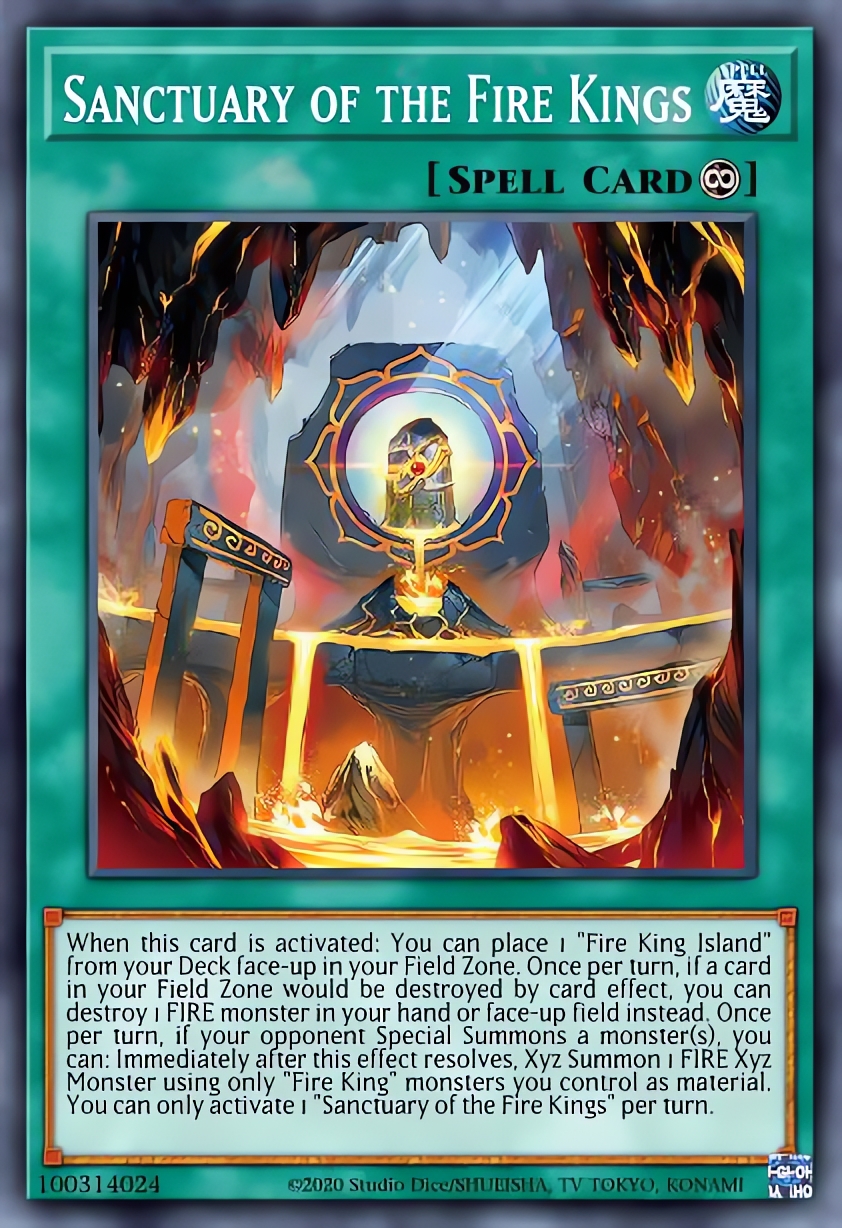 SANCTUARY OF THE FIRE KINGS 魔
[SPELL CARD ]
When this card is activated: You can place 1 "Fire King Island"
from your Deck face-up in your Field Zone. Once per turn, if a card
in your Field Zone would be destroyed by card effect, you can
destroy 1 FIRE monster in your hand or face-up field instead. Once
per turn, if your opponent Special Summons a monster(s), you
can: Immediately after this effect resolves, Xyz Summon 1 FIRE Xyz
Monster using only "Fire King" monsters you control as material.
You can only activate 1 "Sanctuary of the Fire Kings" per turn.
100314024 ©2020 Studio Dice/SHUEISHA, TV TOKYO, KONAMI